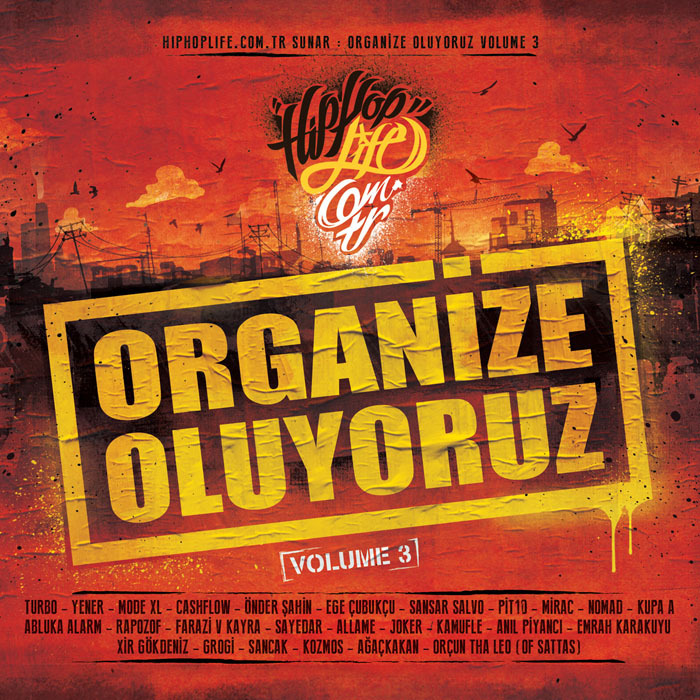 HIPHOPLIFE.COM.TR SUNAR : ORGANİZE OLUYORUZ VOLUME 3
"HipHop"
Life
Com
tr
ORGANİZE
OLUYORUZ
VOLUME 3
TURBO – YENER – MODE XL – CASHFLOW – ÖNDER ŞAHİN – EGE ÇUBUKÇU – SANSAR SALVO – PİT10 – MİRAC – NOMAD – KUPA A
ABLUKA ALARM – RAPOZOF – FARAZİ V KAYRA – SAYEDAR – ALLAME – JOKER – KAMUFLE – ANIL PİYANCI – EMRAH KARAKUYU
XİR GÖKDENİZ – GROGİ – SANCAK – KOZMOS – AĞAÇKAKAN – ORÇUN THA LEO (OF SATTAS)